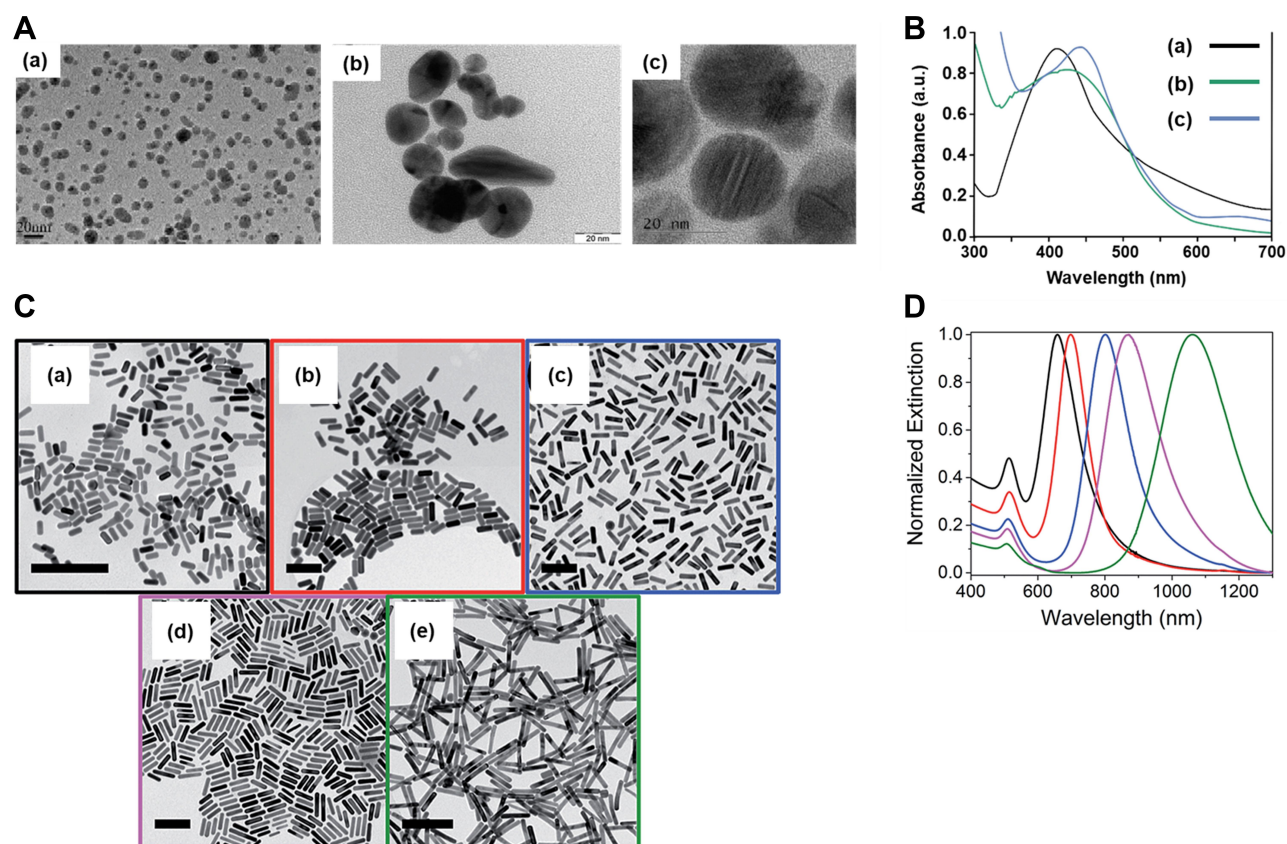 A
(a)
20nm
(b)
20 nm
(c)
20 nm
B
Absorbance (a.u.)
1.0
0.8
0.6
0.4
0.2
0.0
300
400
500
600
700
Wavelength (nm)
(a)
(b)
(c)
C
(a)
(b)
(c)
(d)
(e)
D
Normalized Extinction
1.0
0.8
0.6
0.4
0.2
0.0
400
600
800
1000
1200
Wavelength (nm)